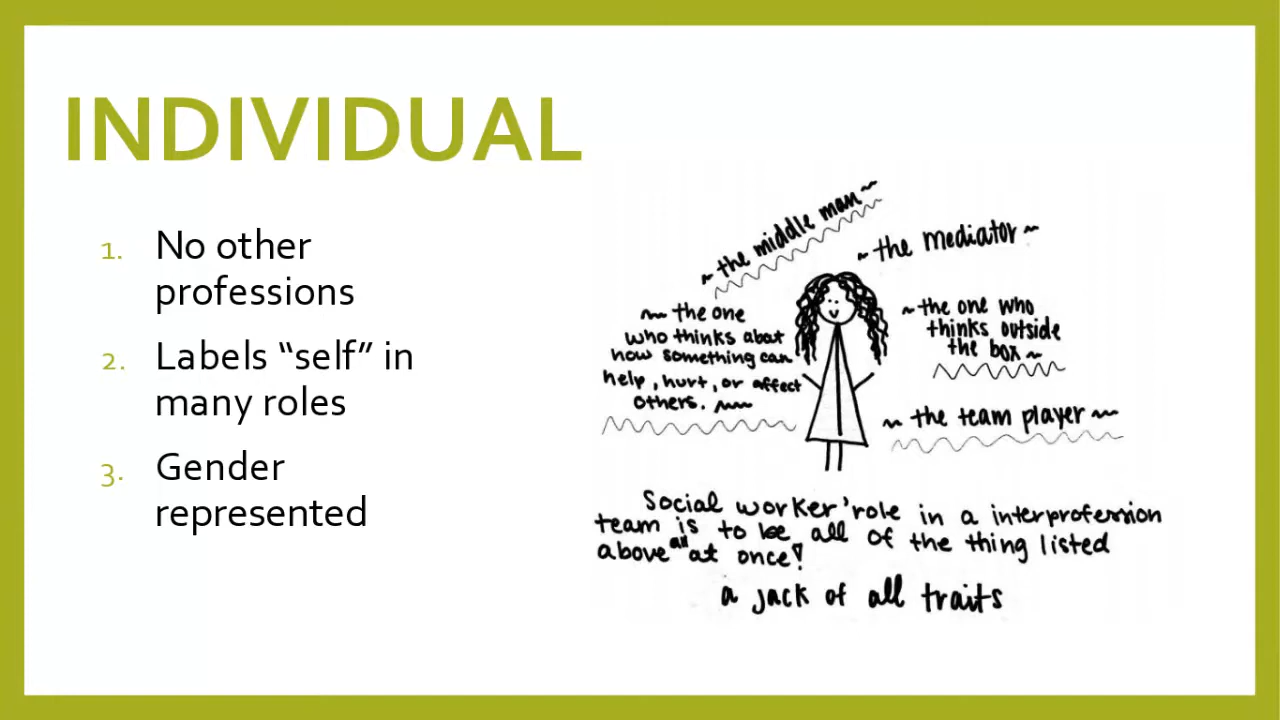 INDIVIDUAL
1. No other
professions
2. Labels “self” in
many roles
3. Gender
represented
~ the middle man ~
~ the mediator ~
~ the one
who thinks about
how something can
help, hurt, or affect
others. ~
~ the one who
thinks outside
the box ~
~ the team player ~
Social worker' role in a interprofession
team is to be all of the thing listed
above all at once!
a jack of all traits